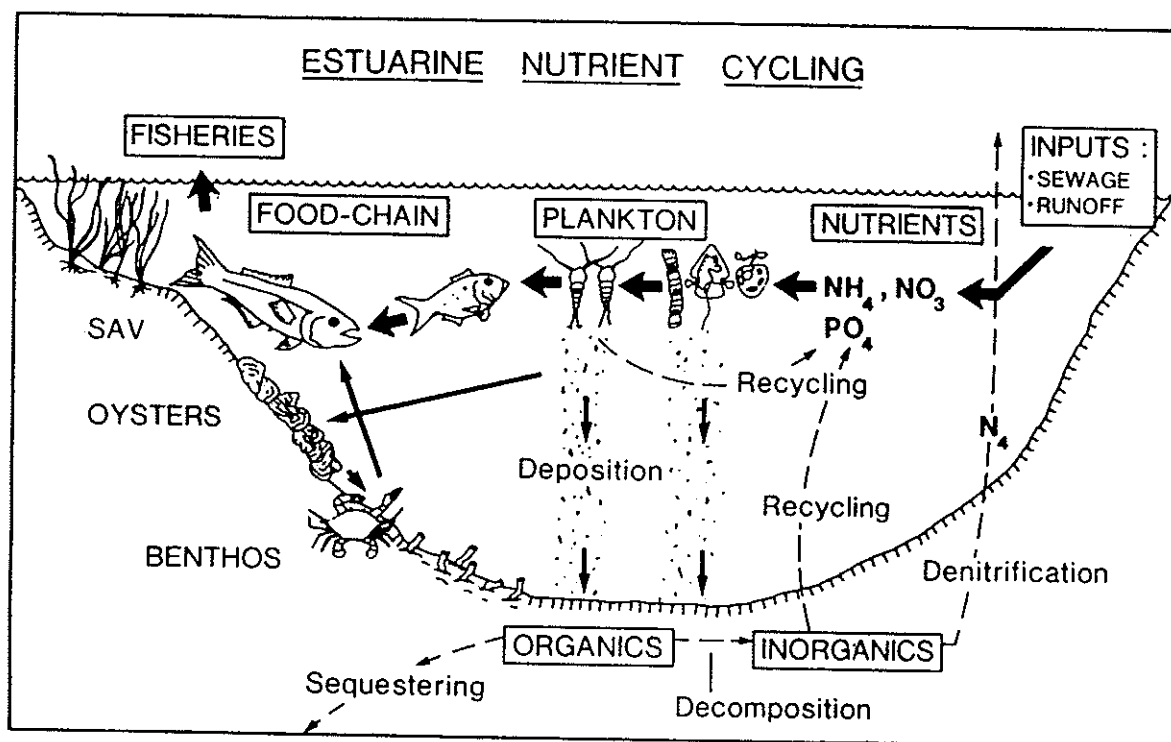 ESTUARINE NUTRIENT CYCLING
FISHERIES
INPUTS :
·SEWAGE
·RUNOFF
FOOD-CHAIN
PLANKTON
NUTRIENTS
NH₄, NO₃
PO₄
SAV
Recycling
OYSTERS
N₄
Deposition
Recycling
BENTHOS
Denitrification
ORGANICS
INORGANICS
Sequestering
Decomposition